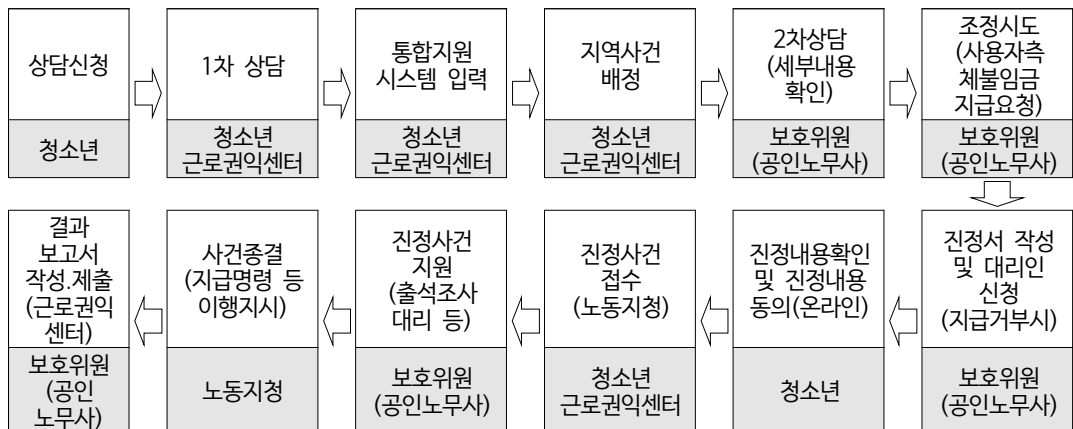 상담신청
청소년
1차 상담
청소년
근로권익센터
통합지원
시스템 입력
청소년
근로권익센터
지역사건
배정
청소년
근로권익센터
2차상담
(세부내용
확인)
보호위원
(공인노무사)
조정시도
(사용자측
체불임금
지급요청)
보호위원
(공인노무사)
진정서 작성
및 대리인
신청
(지급거부시)
보호위원
(공인노무사)
진정내용확인
및 진정내용
동의(온라인)
청소년
진정사건
접수
(노동지청)
청소년
근로권익센터
진정사건
지원
(출석조사
대리 등)
보호위원
(공인노무사)
사건종결
(지급명령 등
이행지시)
노동지청
결과
보고서
작성.제출
(근로권익
센터)
보호위원
(공인
노무사)